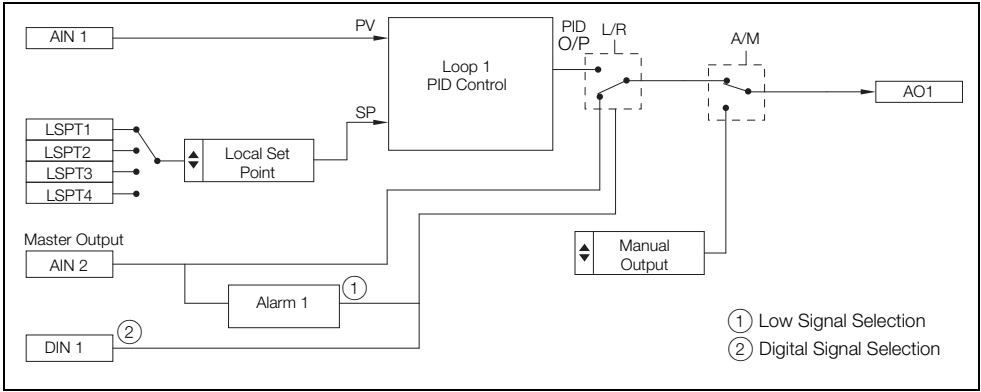 AIN 1
PV
Loop 1
PID Control
PID
O/P
L/R
A/M
AO1
SP
LSPT1
LSPT2
LSPT3
LSPT4
Local Set
Point
Master Output
AIN 2
Alarm 1
1
Manual
Output
DIN 1
2
1 Low Signal Selection
2 Digital Signal Selection